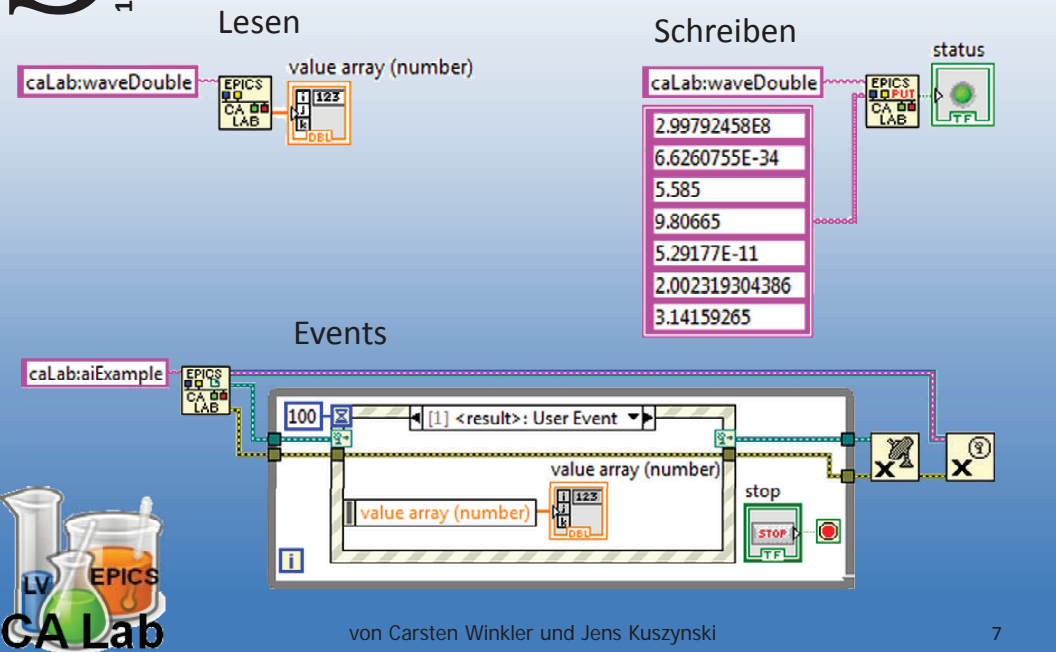 Lesen
caLab:waveDouble
EPICS
CA
LAB
value array (number)
i 123
j
k
DBL
Schreiben
caLab:waveDouble
EPICS
PUT
CA
LAB
status
TF
2.99792458E8
6.6260755E-34
5.585
9.80665
5.29177E-11
2.002319304386
3.14159265
Events
caLab:aiExample
EPICS
CA
LAB
100
[1] <result>: User Event
value array (number)
value array (number)
i 123
j
k
DBL
stop
STOP
TF
i
X
X
LV
EPICS
CA Lab
von Carsten Winkler und Jens Kuszynski
7